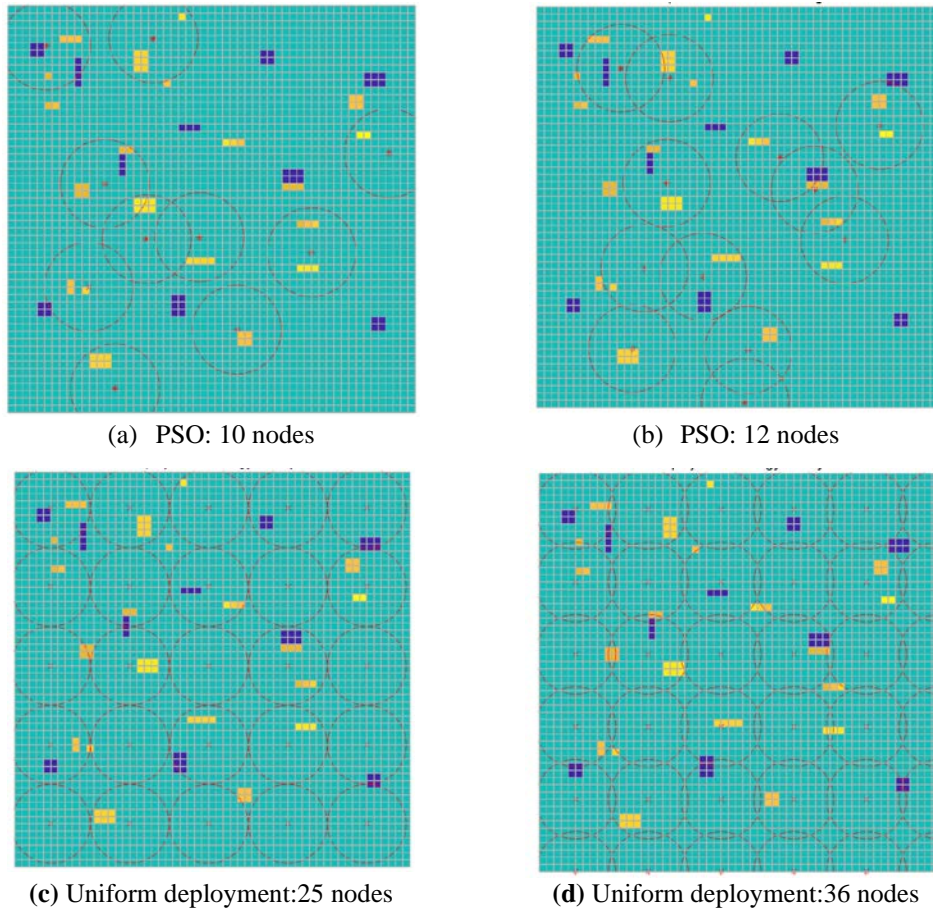 (a) PSO: 10 nodes
(b) PSO: 12 nodes
(c) Uniform deployment:25 nodes
(d) Uniform deployment:36 nodes